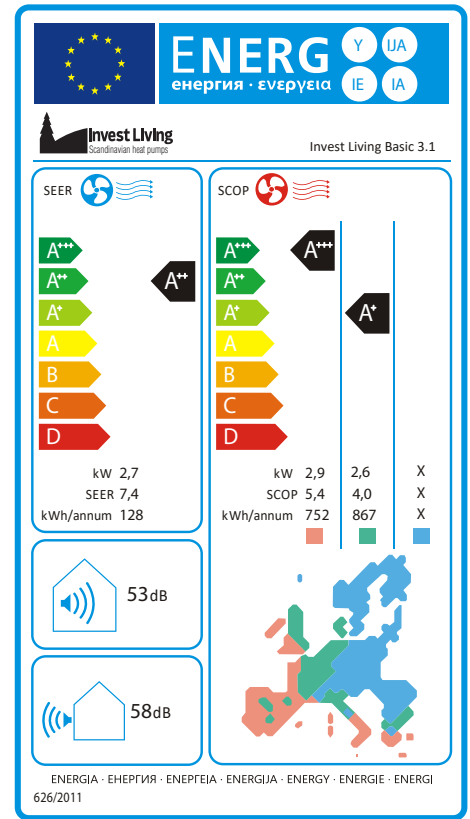 ENERG
енергия · ενεργεια
Y IJA
IE IA
Invest Living
Scandinavian heat pumps
Invest Living Basic 3.1
SEER
A+++
A++
A+
A
B
C
D
A++
kW 2,7
SEER 7,4
kWh/annum 128
SCOP
A+++
A++
A+
A
B
C
D
A+++
A+
kW 2,9 2,6 X
SCOP 5,4 4,0 X
kWh/annum 752 867 X
53dB
58dB
ENERGIA · ЕНЕРГИЯ · ΕΝΕΡΓΕΙΑ · ENERGIJA · ENERGY · ENERGIE · ENERGI
626/2011